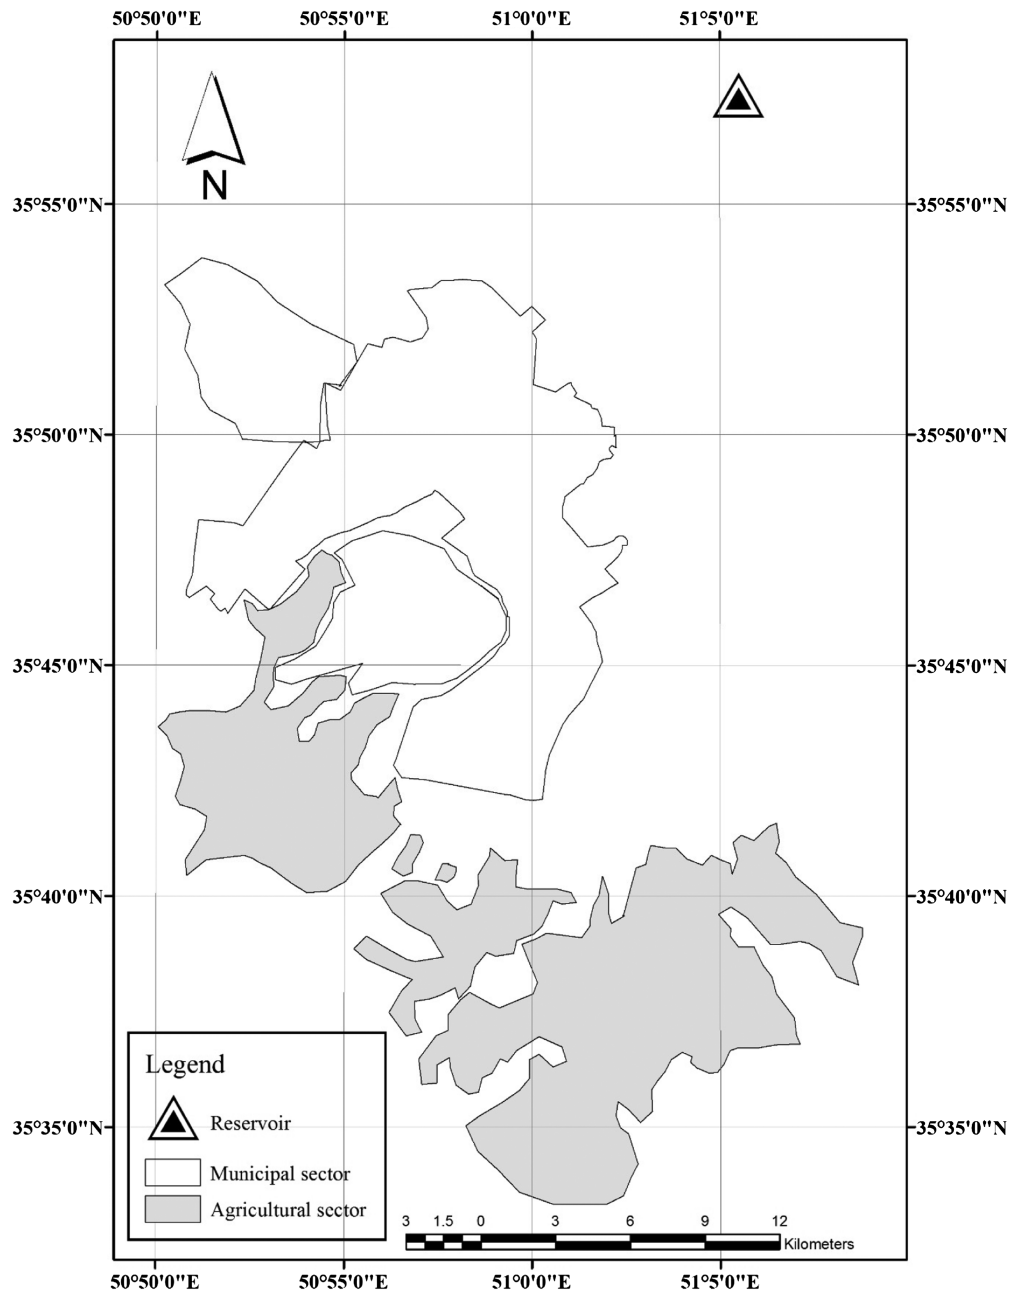 50°50'0"E 50°55'0"E 51°0'0"E 51°5'0"E
N
35°55'0"N 35°55'0"N
35°50'0"N 35°50'0"N
35°45'0"N 35°45'0"N
35°40'0"N 35°40'0"N
Legend
Reservoir
35°35'0"N 35°35'0"N
Municipal sector
Agricultural sector
3 1.5 0 3 6 9 12
Kilometers
50°50'0"E 50°55'0"E 51°0'0"E 51°5'0"E